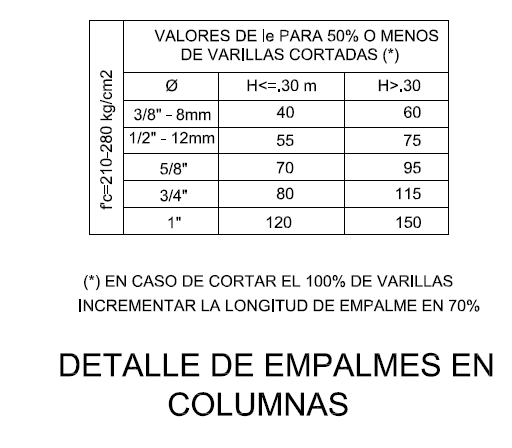 VALORES DE le PARA 50% O MENOS
DE VARILLAS CORTADAS (*)
f'c=210-280 kg/cm2
Ø H<=.30 m H>.30
3/8" - 8mm 40 60
1/2" - 12mm 55 75
5/8" 70 95
3/4" 80 115
1" 120 150
(*) EN CASO DE CORTAR EL 100% DE VARILLAS
INCREMENTAR LA LONGITUD DE EMPALME EN 70%
DETALLE DE EMPALMES EN
COLUMNAS